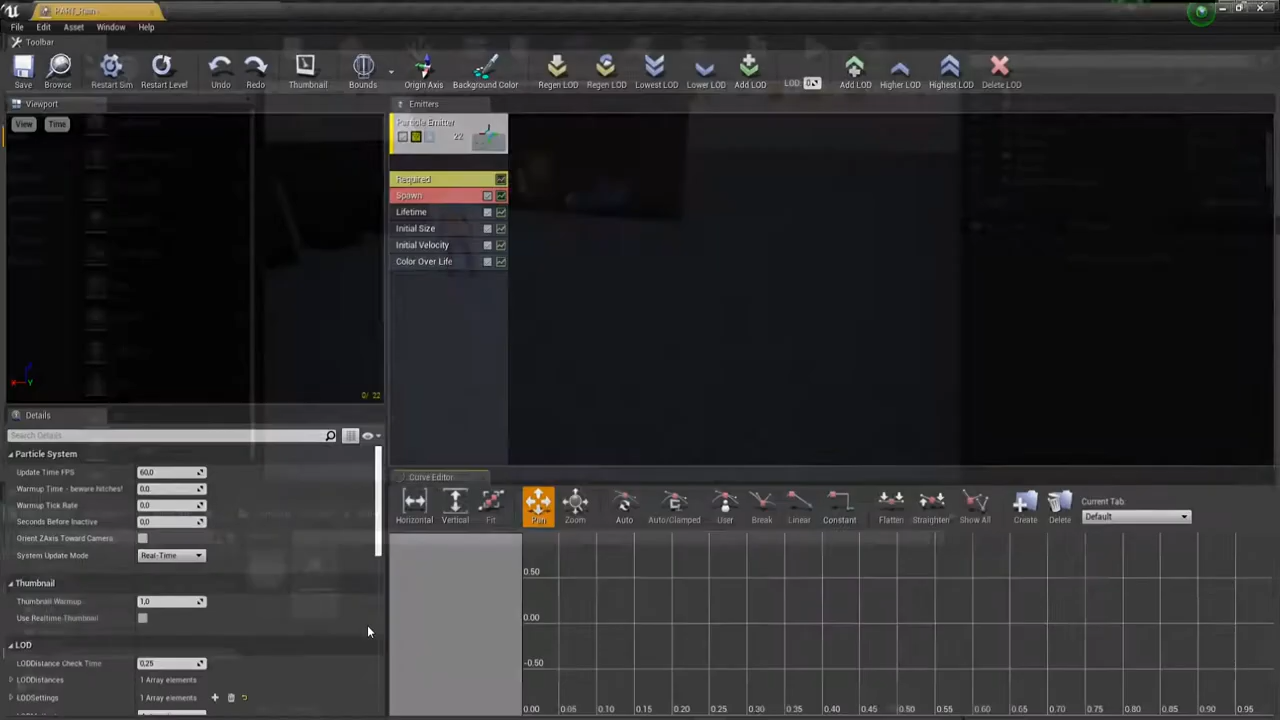 PART_Rain
File Edit Asset Window Help
Toolbar
Save Browse Restart Sim Restart Level Undo Redo Thumbnail Bounds Origin Axis Background Color Regen LOD Regen LOD Lowest LOD Lower LOD Add LOD LOD: 0 Add LOD Higher LOD Highest LOD Delete LOD
Viewport
Emitters
View Time
Particle Emitter
22
Required
Spawn
Lifetime
Initial Size
Initial Velocity
Color Over Life
Y
0/ 22
Details
Search Details
Particle System
Update Time FPS 60,0
Warmup Time - beware hitches! 0,0
Warmup Tick Rate 0,0
Seconds Before Inactive 0,0
Orient ZAxis Toward Camera
System Update Mode Real-Time
Thumbnail
Thumbnail Warmup 1,0
Use Realtime Thumbnail
LOD
LODDistance Check Time 0,25
LODDistances 1 Array elements
LODSettings 1 Array elements
Curve Editor
Horizontal Vertical Fit Pan Zoom Auto Auto/Clamped User Break Linear Constant Flatten Straighten Show All Create Delete
Current Tab:
Default
0.50
0.00
-0.50
0.00 0.05 0.10 0.15 0.20 0.25 0.30 0.35 0.40 0.45 0.50 0.55 0.60 0.65 0.70 0.75 0.80 0.85 0.90 0.95